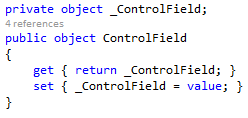 private object _ControlField;
4 references
public object ControlField
{
    get { return _ControlField; }
    set { _ControlField = value; }
}